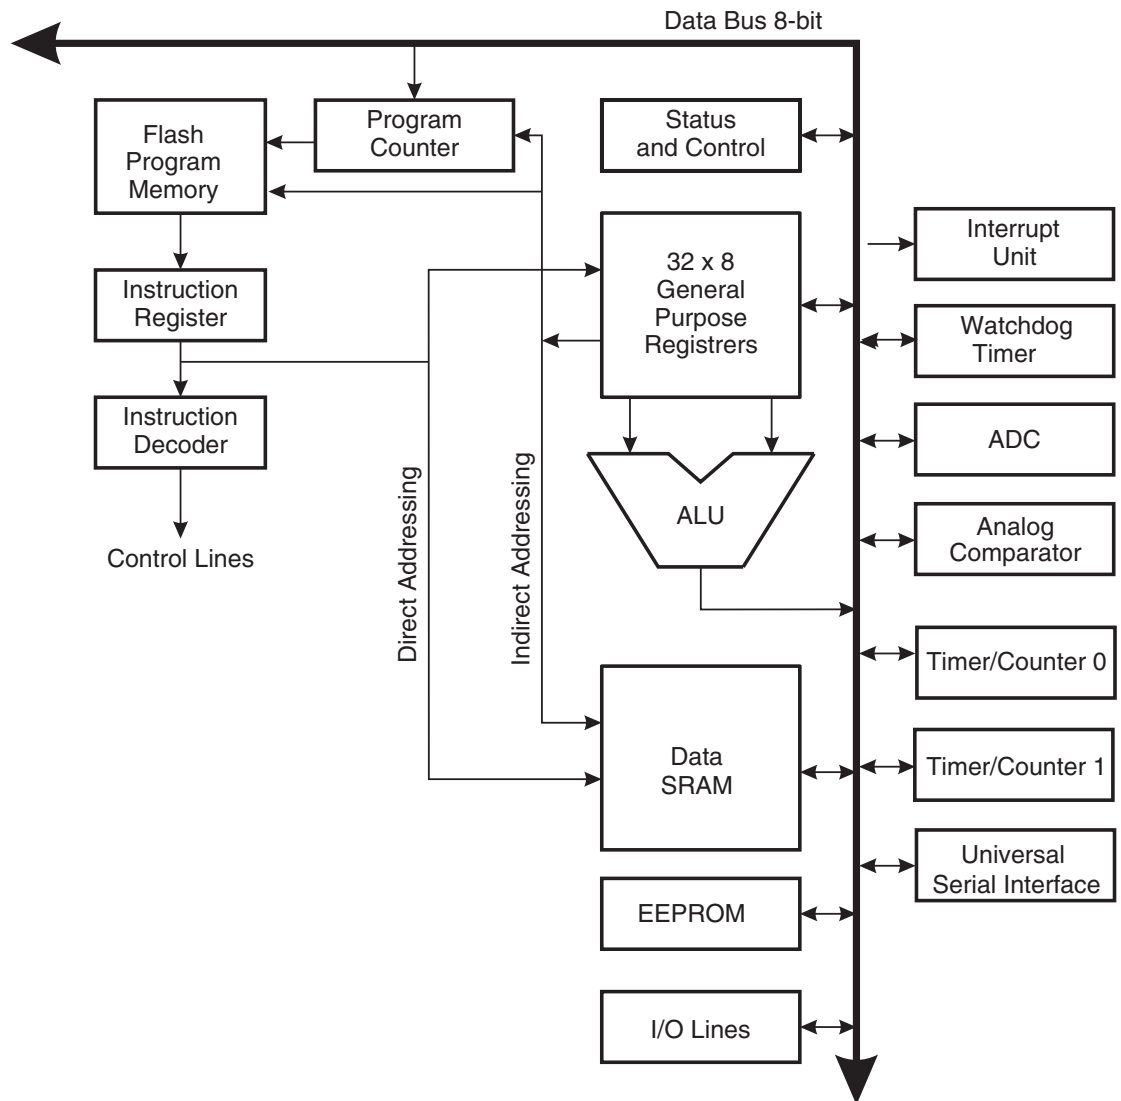 Data Bus 8-bit
Flash
Program
Memory
Program
Counter
Status
and Control
Interrupt
Unit
32 x 8
General
Purpose
Registrers
Instruction
Register
Watchdog
Timer
Instruction
Decoder
ADC
ALU
Analog
Comparator
Control Lines
Direct Addressing
Indirect Addressing
Timer/Counter 0
Data
SRAM
Timer/Counter 1
Universal
Serial Interface
EEPROM
I/O Lines